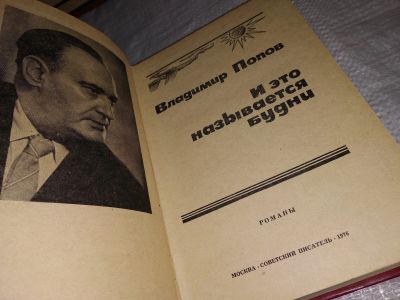 Владимир Попов
И это
называется
будни
РОМАНЫ
МОСКВА · СОВЕТСКИЙ ПИСАТЕЛЬ · 1976